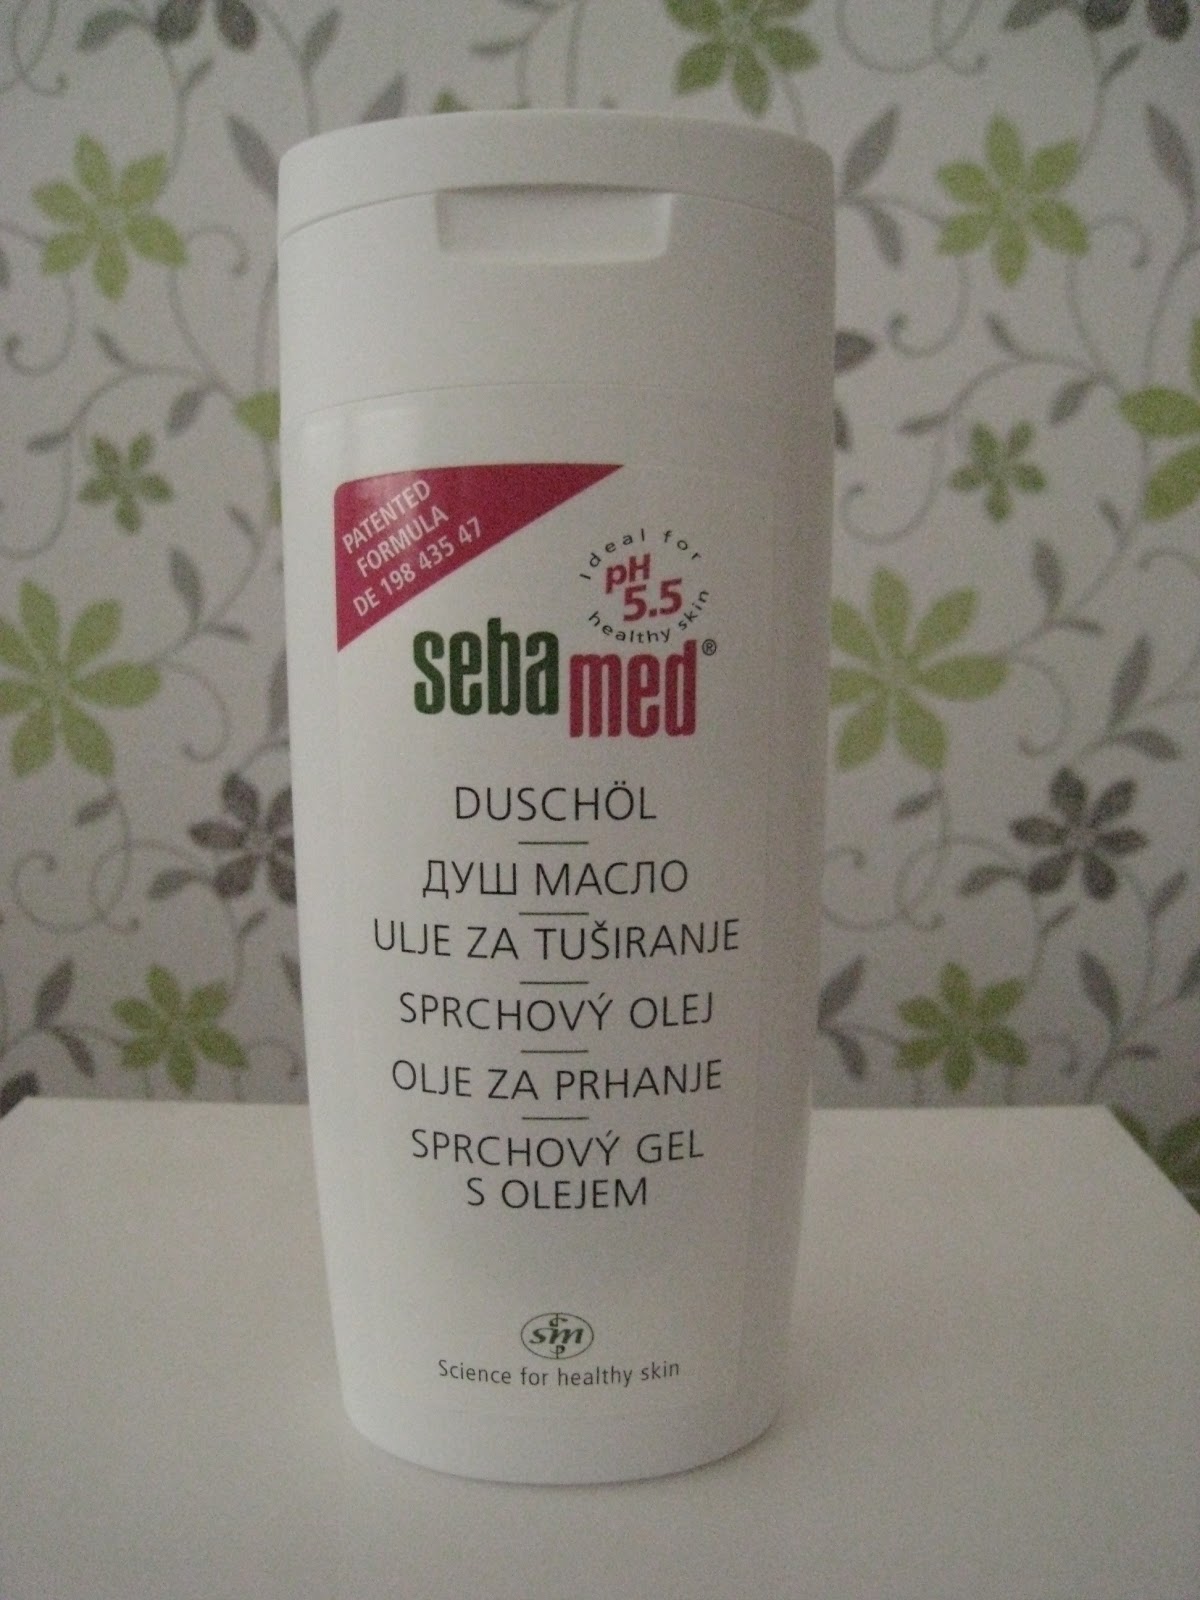 PATENTED
FORMULA
DE 198 435 47
Ideal for
pH
5.5
healthy skin
sebamed®
DUSCHÖL
ДУШ МАСЛО
ULJE ZA TUŠIRANJE
SPRCHOVÝ OLEJ
OLJE ZA PRHANJE
SPRCHOVÝ GEL
S OLEJEM
sm
Science for healthy skin